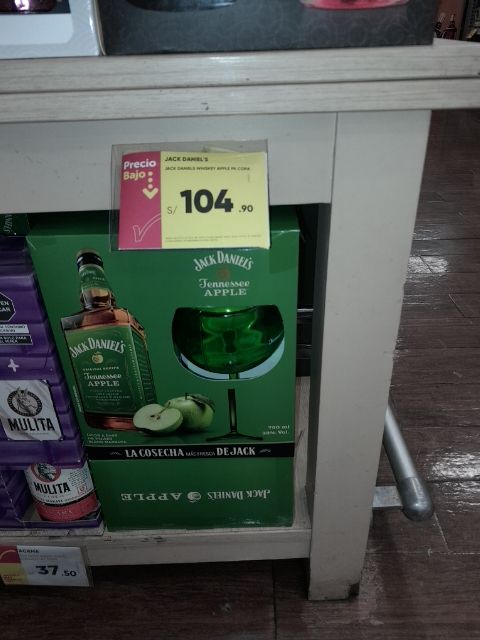 Precio
Bajo
JACK DANIEL'S
JACK DANIELS WHISKEY APPLE PK COPA
S/ 104.90
JACK DANIEL'S
Tennessee
APPLE
JACK DANIEL'S
Tennessee
APPLE
700 ml
LA COSECHA MÁS FRESCA DE JACK
JACK DANIEL'S APPLE
+
MULITA
MULITA
37.50